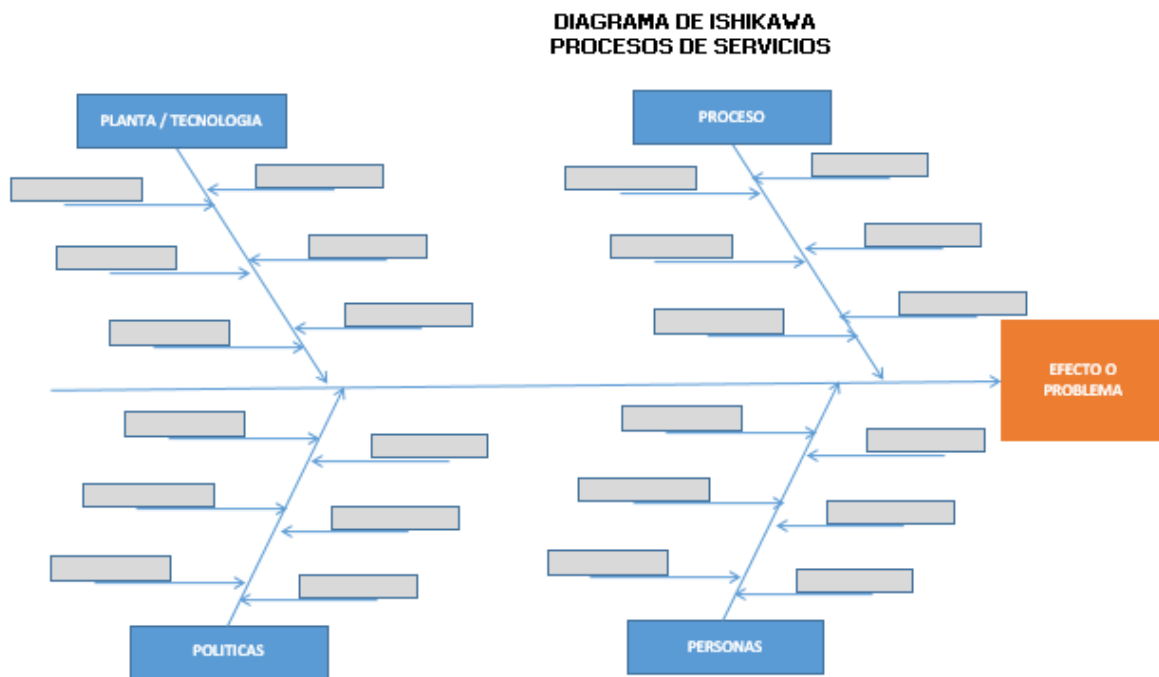 DIAGRAMA DE ISHIKAWA
PROCESOS DE SERVICIOS
PLANTA / TECNOLOGIA
PROCESO
EFECTO O
PROBLEMA
POLITICAS
PERSONAS